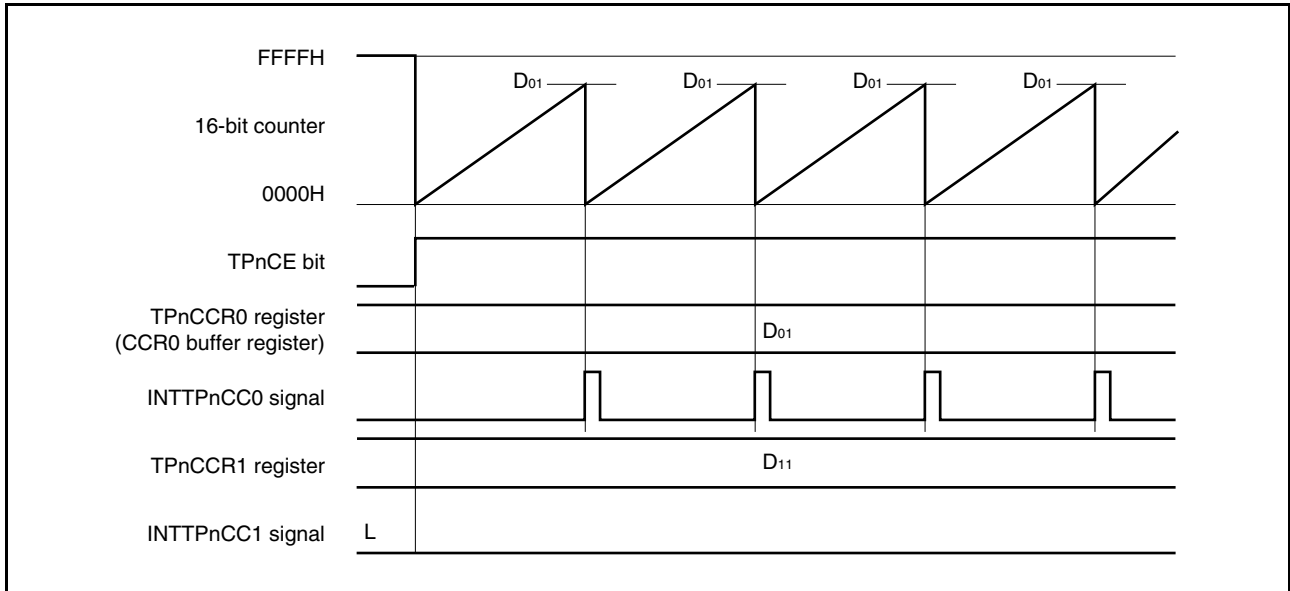 FFFFH
D01 D01 D01 D01
16-bit counter
0000H
TPnCE bit
TPnCCR0 register
(CCR0 buffer register)
D01
INTTPnCC0 signal
TPnCCR1 register
D11
INTTPnCC1 signal
L